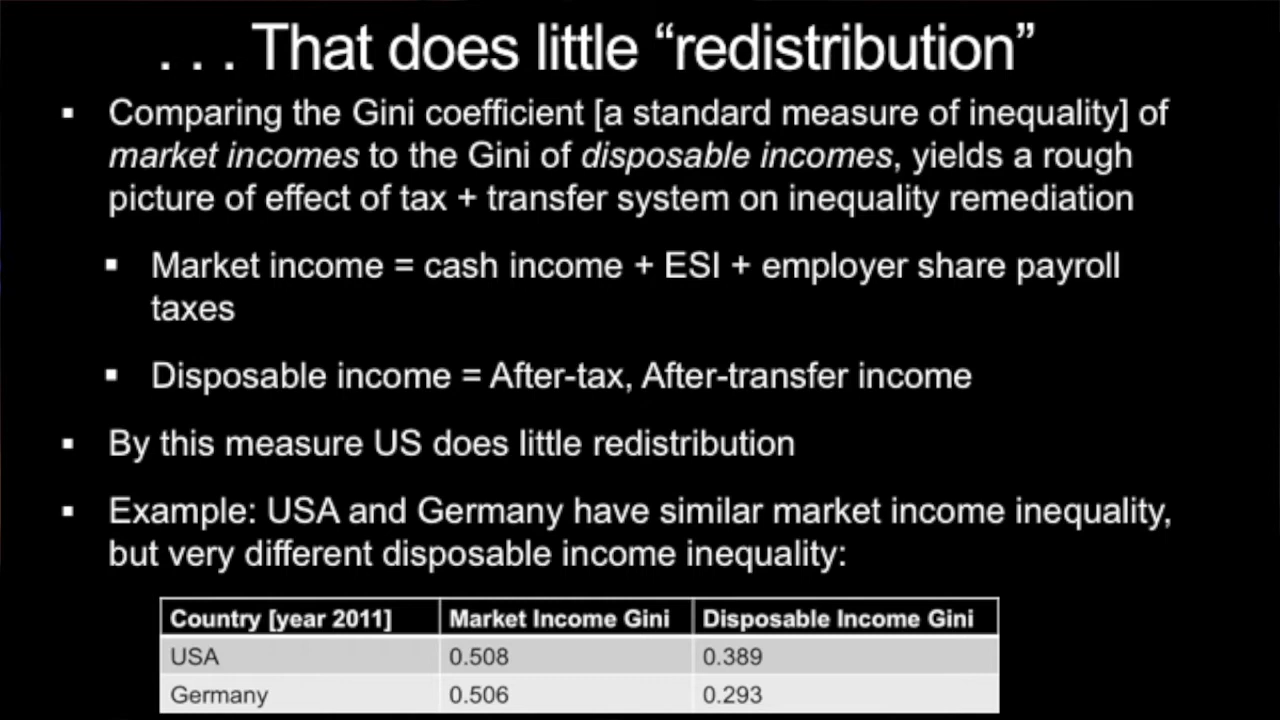 . . . That does little “redistribution”
▪ Comparing the Gini coefficient [a standard measure of inequality] of
market incomes to the Gini of disposable incomes, yields a rough
picture of effect of tax + transfer system on inequality remediation
▪ Market income = cash income + ESI + employer share payroll
taxes
▪ Disposable income = After-tax, After-transfer income
▪ By this measure US does little redistribution
▪ Example: USA and Germany have similar market income inequality,
but very different disposable income inequality:
Country [year 2011] Market Income Gini Disposable Income Gini
USA 0.508 0.389
Germany 0.506 0.293